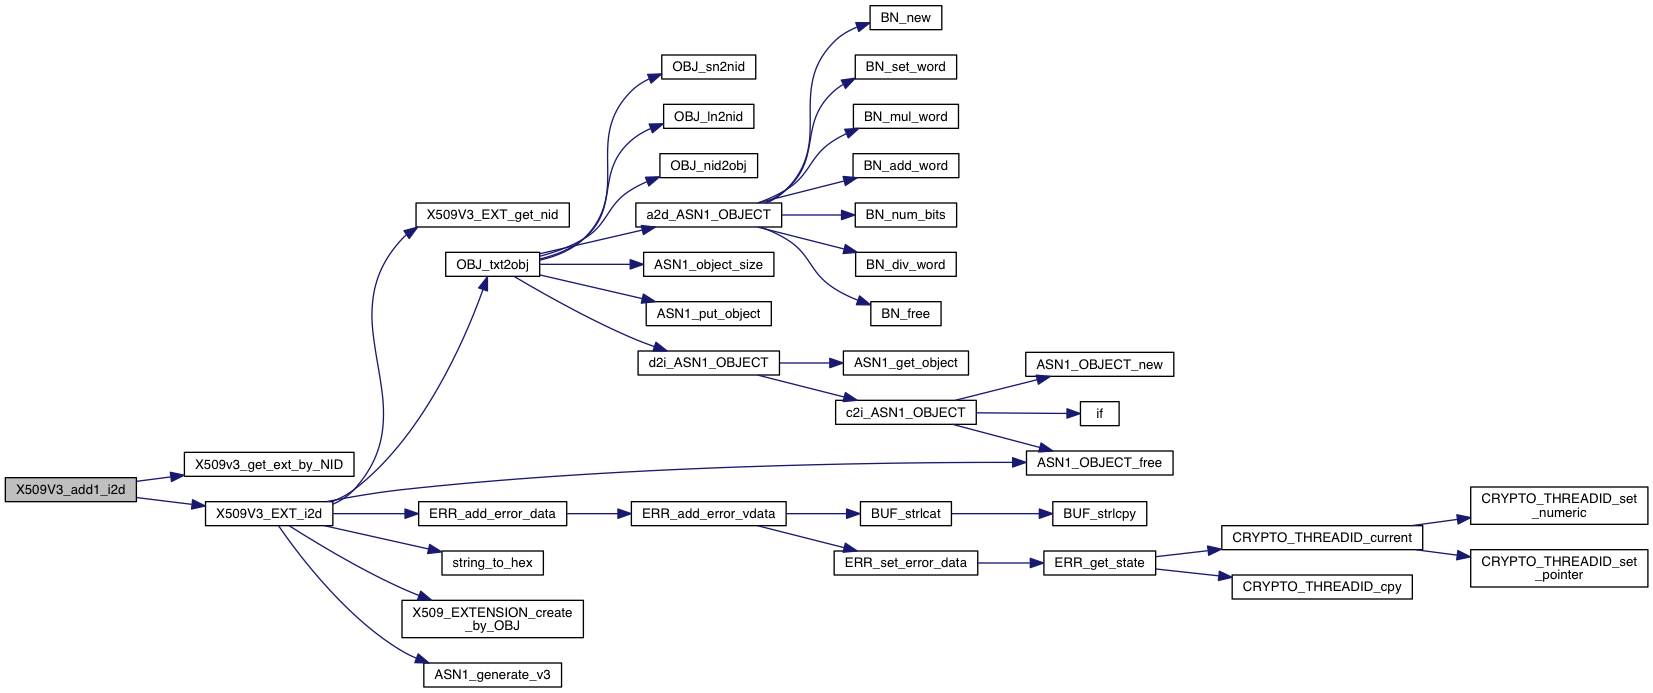 BN_new
OBJ_sn2nid
BN_set_word
OBJ_ln2nid
BN_mul_word
OBJ_nid2obj
BN_add_word
X509V3_EXT_get_nid
a2d_ASN1_OBJECT
BN_num_bits
OBJ_txt2obj
ASN1_object_size
BN_div_word
ASN1_put_object
BN_free
d2i_ASN1_OBJECT
ASN1_get_object
ASN1_OBJECT_new
c2i_ASN1_OBJECT
if
X509v3_get_ext_by_NID
ASN1_OBJECT_free
X509V3_add1_i2d
X509V3_EXT_i2d
ERR_add_error_data
ERR_add_error_vdata
BUF_strlcat
BUF_strlcpy
CRYPTO_THREADID_set
_numeric
CRYPTO_THREADID_current
string_to_hex
ERR_set_error_data
ERR_get_state
CRYPTO_THREADID_set
_pointer
CRYPTO_THREADID_cpy
X509_EXTENSION_create
_by_OBJ
ASN1_generate_v3